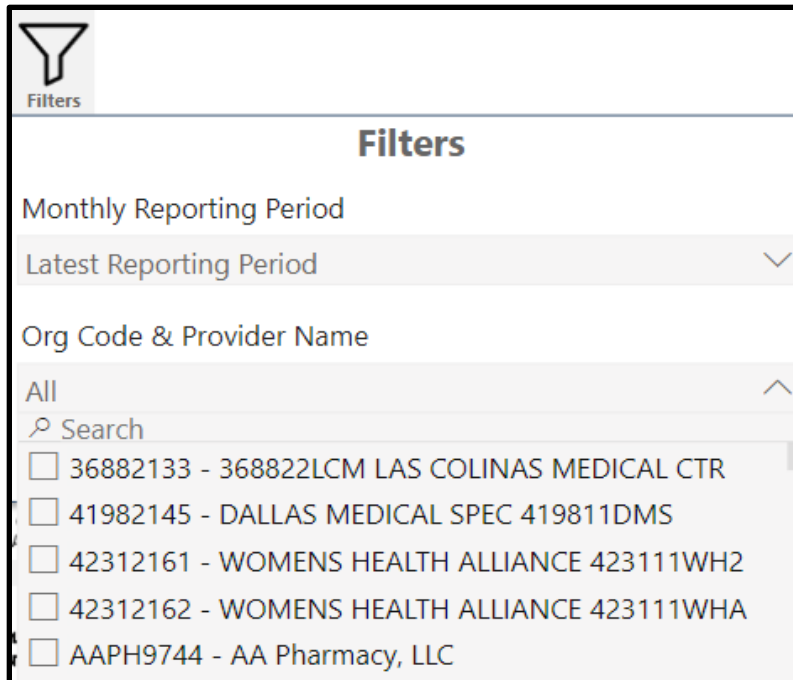 Filters
Filters
Monthly Reporting Period
Latest Reporting Period
Org Code & Provider Name
All
Search
36882133 - 368822LCM LAS COLINAS MEDICAL CTR
41982145 - DALLAS MEDICAL SPEC 419811DMS
42312161 - WOMENS HEALTH ALLIANCE 423111WH2
42312162 - WOMENS HEALTH ALLIANCE 423111WHA
AAPH9744 - AA Pharmacy, LLC